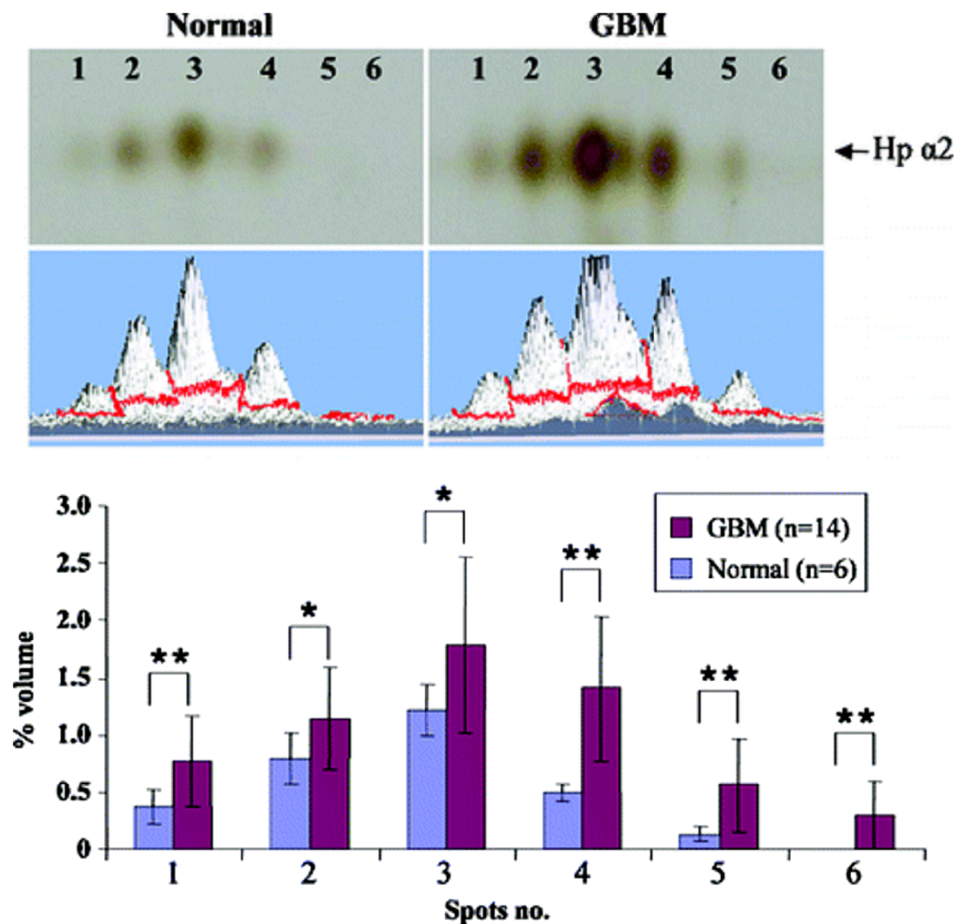 Normal GBM
1 2 3 4 5 6 1 2 3 4 5 6
Hp α2
3.0
2.5
2.0
1.5
1.0
0.5
0
% volume
** * * ** ** **
GBM (n=14)
Normal (n=6)
1 2 3 4 5 6
Spots no.